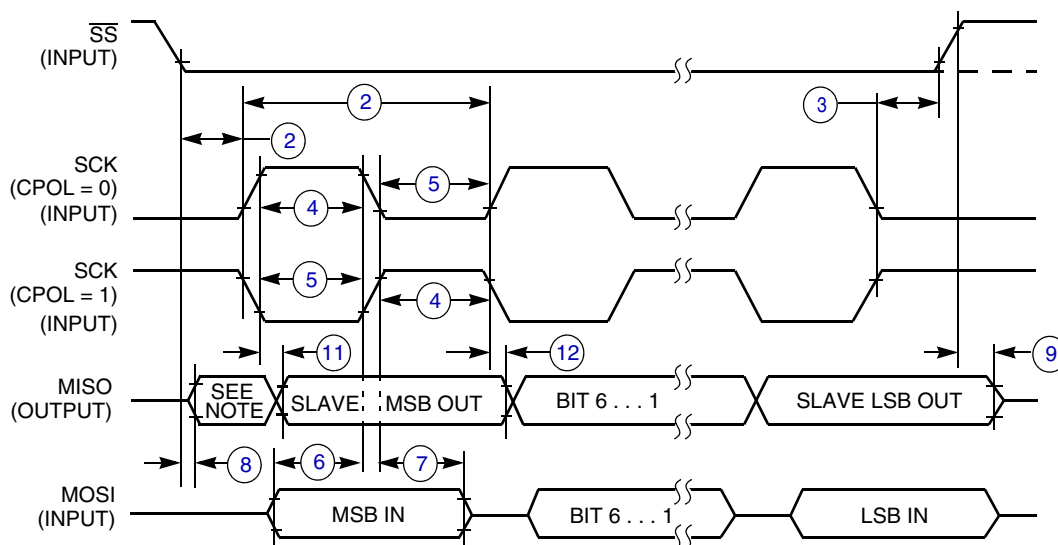 SS
(INPUT)
2
3
2
SCK
(CPOL = 0)
(INPUT)
5
4
SCK
(CPOL = 1)
(INPUT)
5
4
11
12
9
MISO
(OUTPUT)
SEE
NOTE
SLAVE
MSB OUT
BIT 6 . . . 1
SLAVE LSB OUT
8
6
7
MOSI
(INPUT)
MSB IN
BIT 6 . . . 1
LSB IN